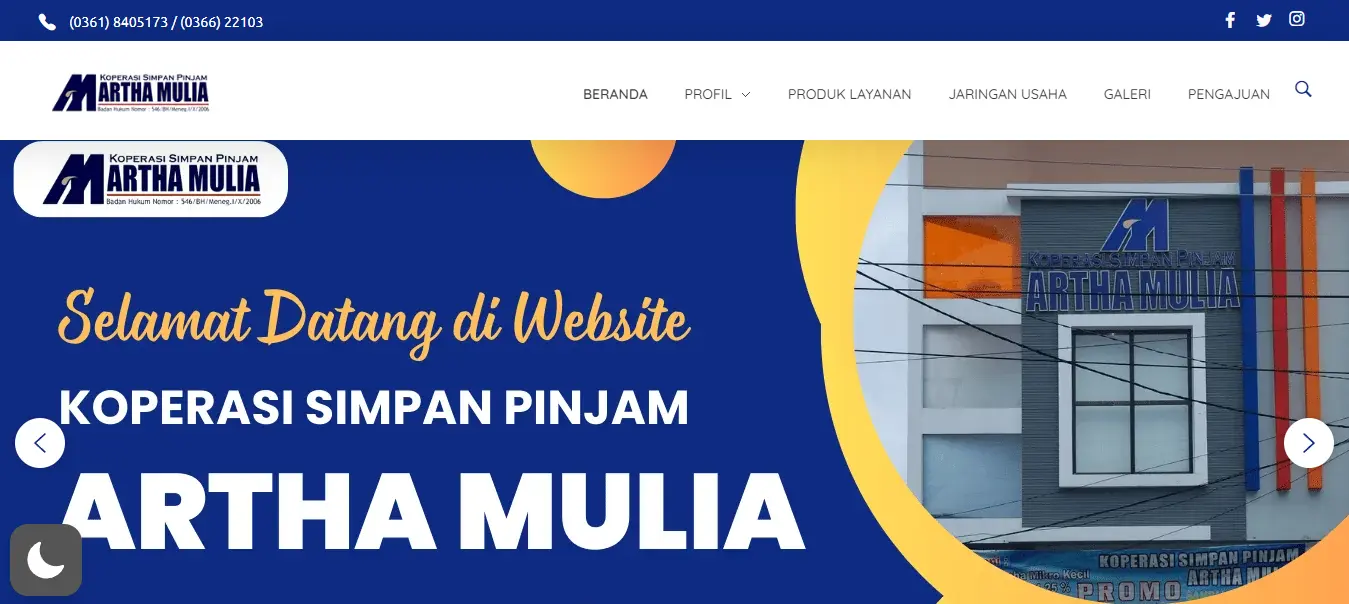 (0361) 8405173 / (0366) 22103
KOPERASI SIMPAN PINJAM
ARTHA MULIA
Badan Hukum Nomor : 546/BH/Meneg.I/X/2006
BERANDA PROFIL PRODUK LAYANAN JARINGAN USAHA GALERI PENGAJUAN
KOPERASI SIMPAN PINJAM
ARTHA MULIA
Badan Hukum Nomor : 546/BH/Meneg.I/X/2006
Selamat Datang di Website
KOPERASI SIMPAN PINJAM
ARTHA MULIA
KOPERASI SIMPAN PINJAM
ARTHA MULIA
KOPERASI SIMPAN PINJAM
ARTHA
Mikro Kecil
PROMO